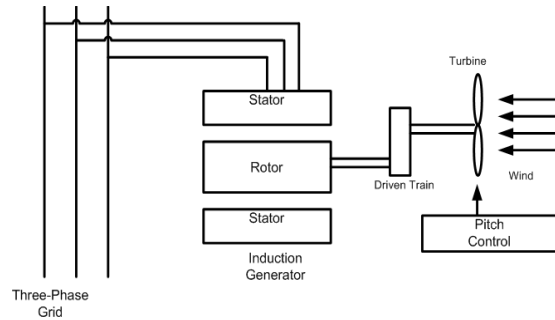 Turbine
Stator
Rotor
Driven Train
Wind
Stator
Pitch
Control
Induction
Generator
Three-Phase
Grid